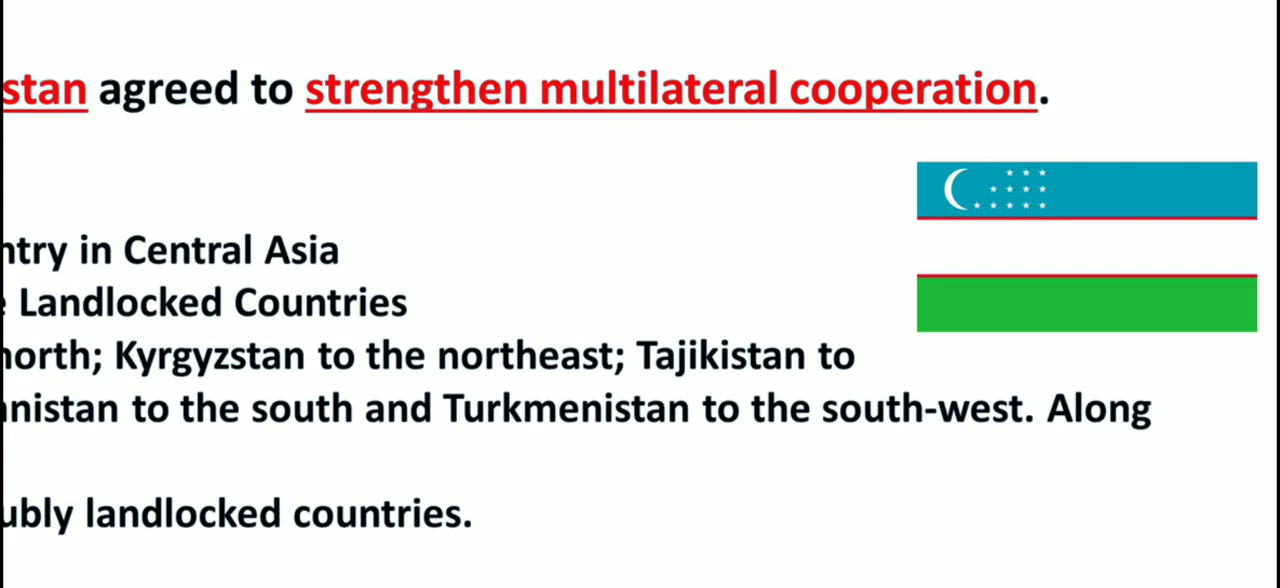 stan agreed to strengthen multilateral cooperation.
ntry in Central Asia
Landlocked Countries
north; Kyrgyzstan to the northeast; Tajikistan to
nistan to the south and Turkmenistan to the south-west. Along
ubly landlocked countries.